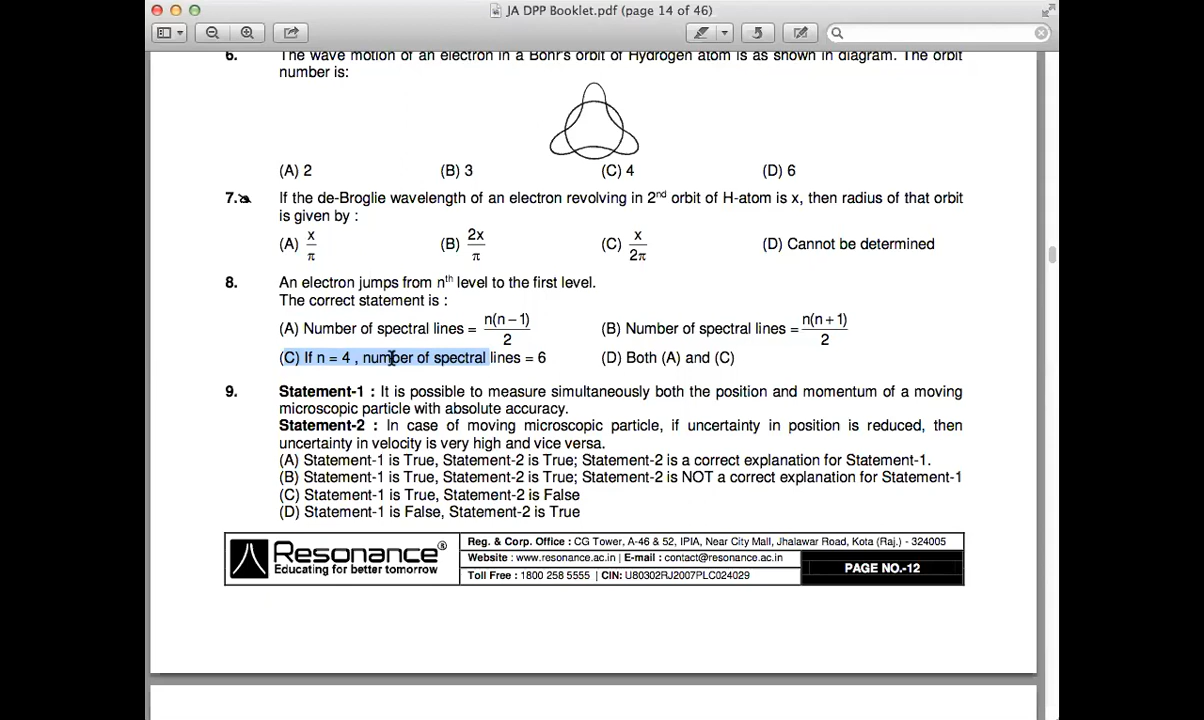 JA DPP Booklet.pdf (page 14 of 46)
6. The wave motion of an electron in a Bohr's orbit of Hydrogen atom is as shown in diagram. The orbit
number is:
(A) 2 (B) 3 (C) 4 (D) 6
7. If the de-Broglie wavelength of an electron revolving in 2nd orbit of H-atom is x, then radius of that orbit
is given by :
(A) x/π (B) 2x/π (C) x/2π (D) Cannot be determined
8. An electron jumps from nth level to the first level.
The correct statement is :
(A) Number of spectral lines = n(n – 1)/2 (B) Number of spectral lines = n(n + 1)/2
(C) If n = 4 , number of spectral lines = 6 (D) Both (A) and (C)
9. Statement-1 : It is possible to measure simultaneously both the position and momentum of a moving
microscopic particle with absolute accuracy.
Statement-2 : In case of moving microscopic particle, if uncertainty in position is reduced, then
uncertainty in velocity is very high and vice versa.
(A) Statement-1 is True, Statement-2 is True; Statement-2 is a correct explanation for Statement-1.
(B) Statement-1 is True, Statement-2 is True; Statement-2 is NOT a correct explanation for Statement-1
(C) Statement-1 is True, Statement-2 is False
(D) Statement-1 is False, Statement-2 is True
Resonance®
Educating for better tomorrow
Reg. & Corp. Office : CG Tower, A-46 & 52, IPIA, Near City Mall, Jhalawar Road, Kota (Raj.) - 324005
Website : www.resonance.ac.in | E-mail : contact@resonance.ac.in
Toll Free : 1800 258 5555 | CIN: U80302RJ2007PLC024029
PAGE NO.-12